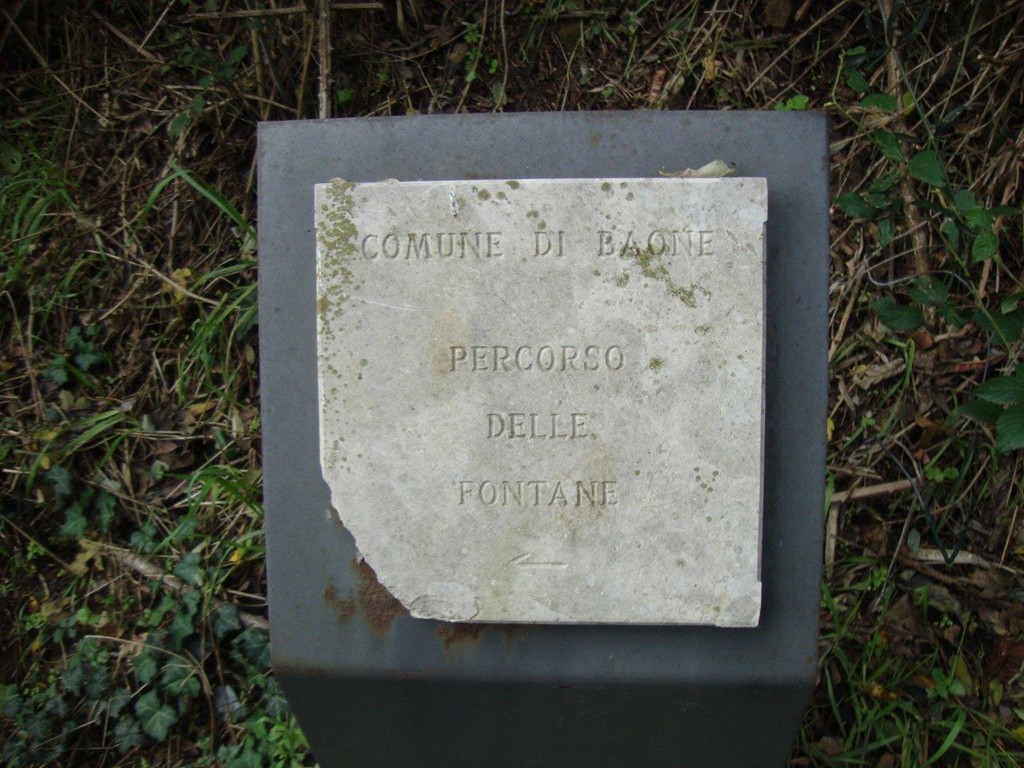 COMUNE DI BAONE
PERCORSO
DELLE
FONTANE